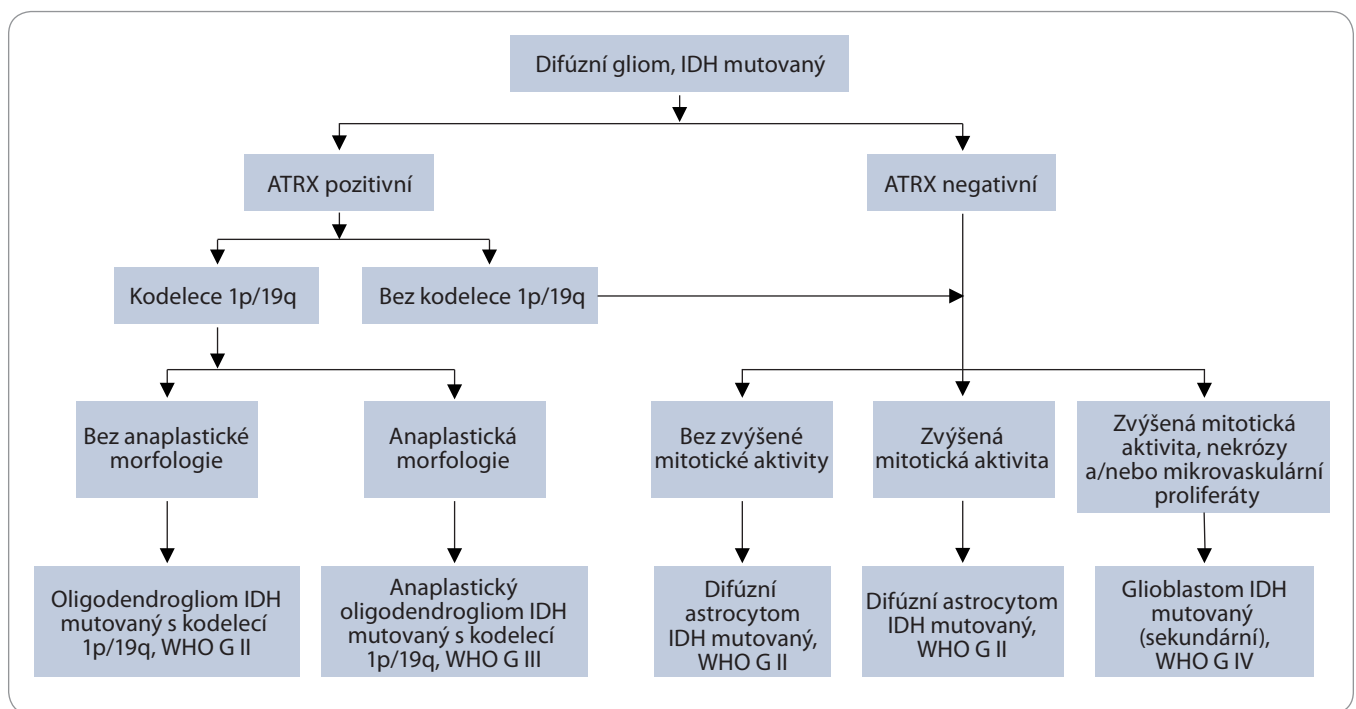 Difúzní gliom, IDH mutovaný
ATRX pozitivní
ATRX negativní
Kodelece 1p/19q
Bez kodelece 1p/19q
Bez anaplastické
morfologie
Anaplastická
morfologie
Bez zvýšené
mitotické aktivity
Zvýšená
mitotická aktivita
Zvýšená mitotická
aktivita, nekrózy
a/nebo mikrovaskulární
proliferáty
Oligodendrogliom IDH
mutovaný s kodelecí
1p/19q, WHO G II
Anaplastický
oligodendrogliom IDH
mutovaný s kodelecí
1p/19q, WHO G III
Difúzní
astrocytom
IDH mutovaný,
WHO G II
Difúzní astrocytom
IDH mutovaný,
WHO G II
Glioblastom IDH
mutovaný
(sekundární),
WHO G IV